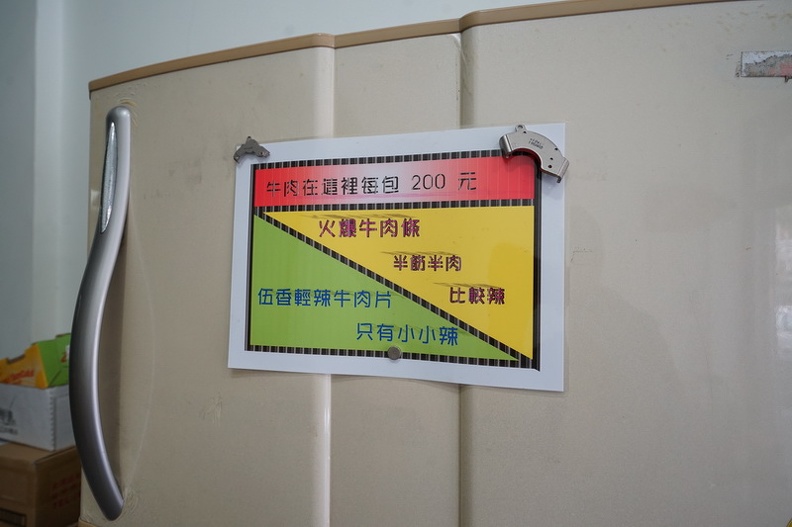 牛肉在這裡每包 200 元
火爆牛肉條
半筋半肉
比較辣
伍香輕辣牛肉片
只有小小辣